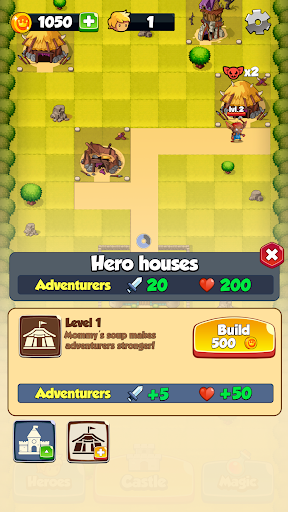 1050
1
x2
lvl.2
Hero houses
Adventurers 20 200
Level 1
Mommy's soup makes
adventurers stronger!
Build
500
Adventurers +5 +50
Heroes Castle Magic